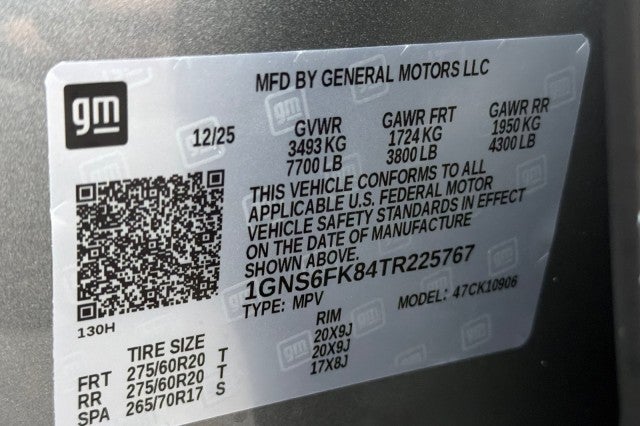 gm
MFD BY GENERAL MOTORS LLC
12/25 GVWR GAWR FRT GAWR RR
3493 KG 1724 KG 1950 KG
7700 LB 3800 LB 4300 LB
THIS VEHICLE CONFORMS TO ALL
APPLICABLE U.S. FEDERAL MOTOR
VEHICLE SAFETY STANDARDS IN EFFECT
ON THE DATE OF MANUFACTURE
SHOWN ABOVE.
1GNS6FK84TR225767
TYPE: MPV MODEL: 47CK10906
130H
TIRE SIZE RIM
FRT 275/60R20 T 20X9J
RR 275/60R20 T 20X9J
SPA 265/70R17 S 17X8J